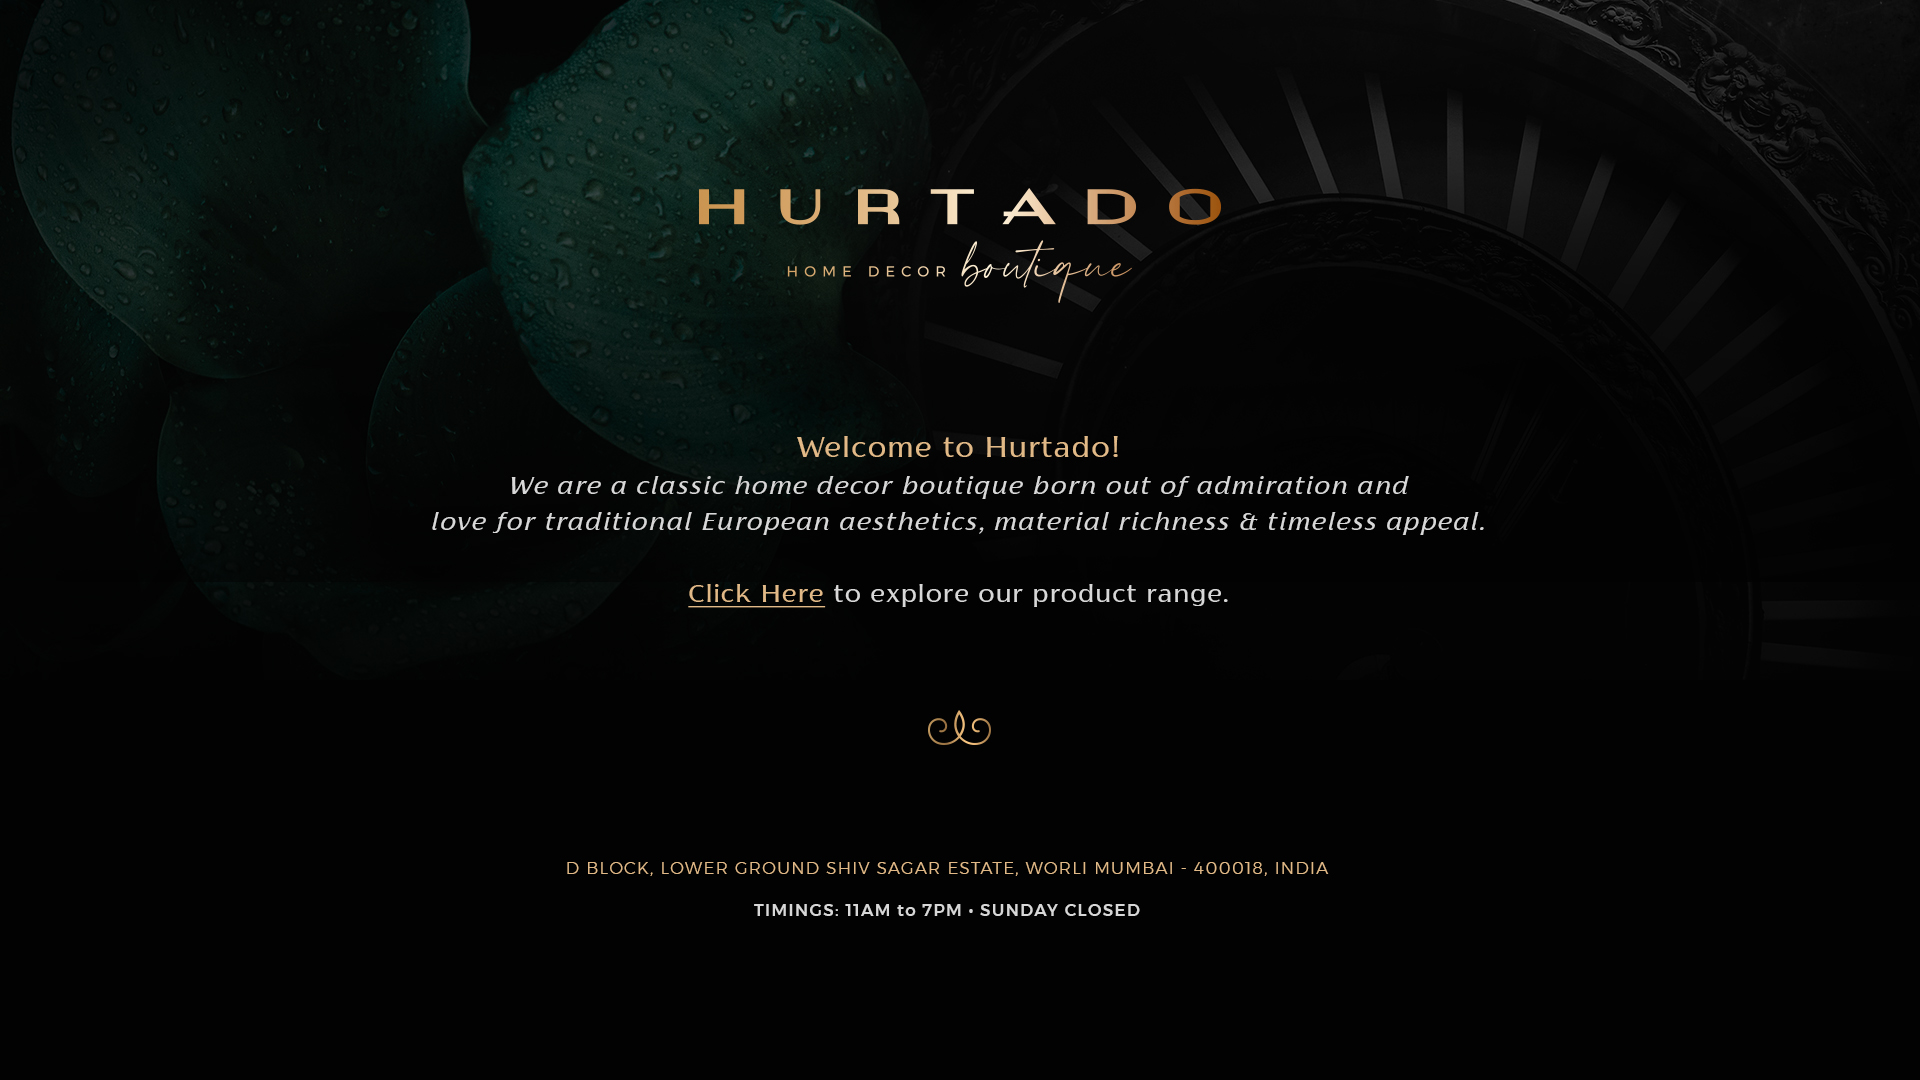 HURTADO
HOME DECOR boutique
Welcome to Hurtado!
We are a classic home decor boutique born out of admiration and
love for traditional European aesthetics, material richness & timeless appeal.
Click Here to explore our product range.
D BLOCK, LOWER GROUND SHIV SAGAR ESTATE, WORLI MUMBAI - 400018, INDIA
TIMINGS: 11AM to 7PM • SUNDAY CLOSED